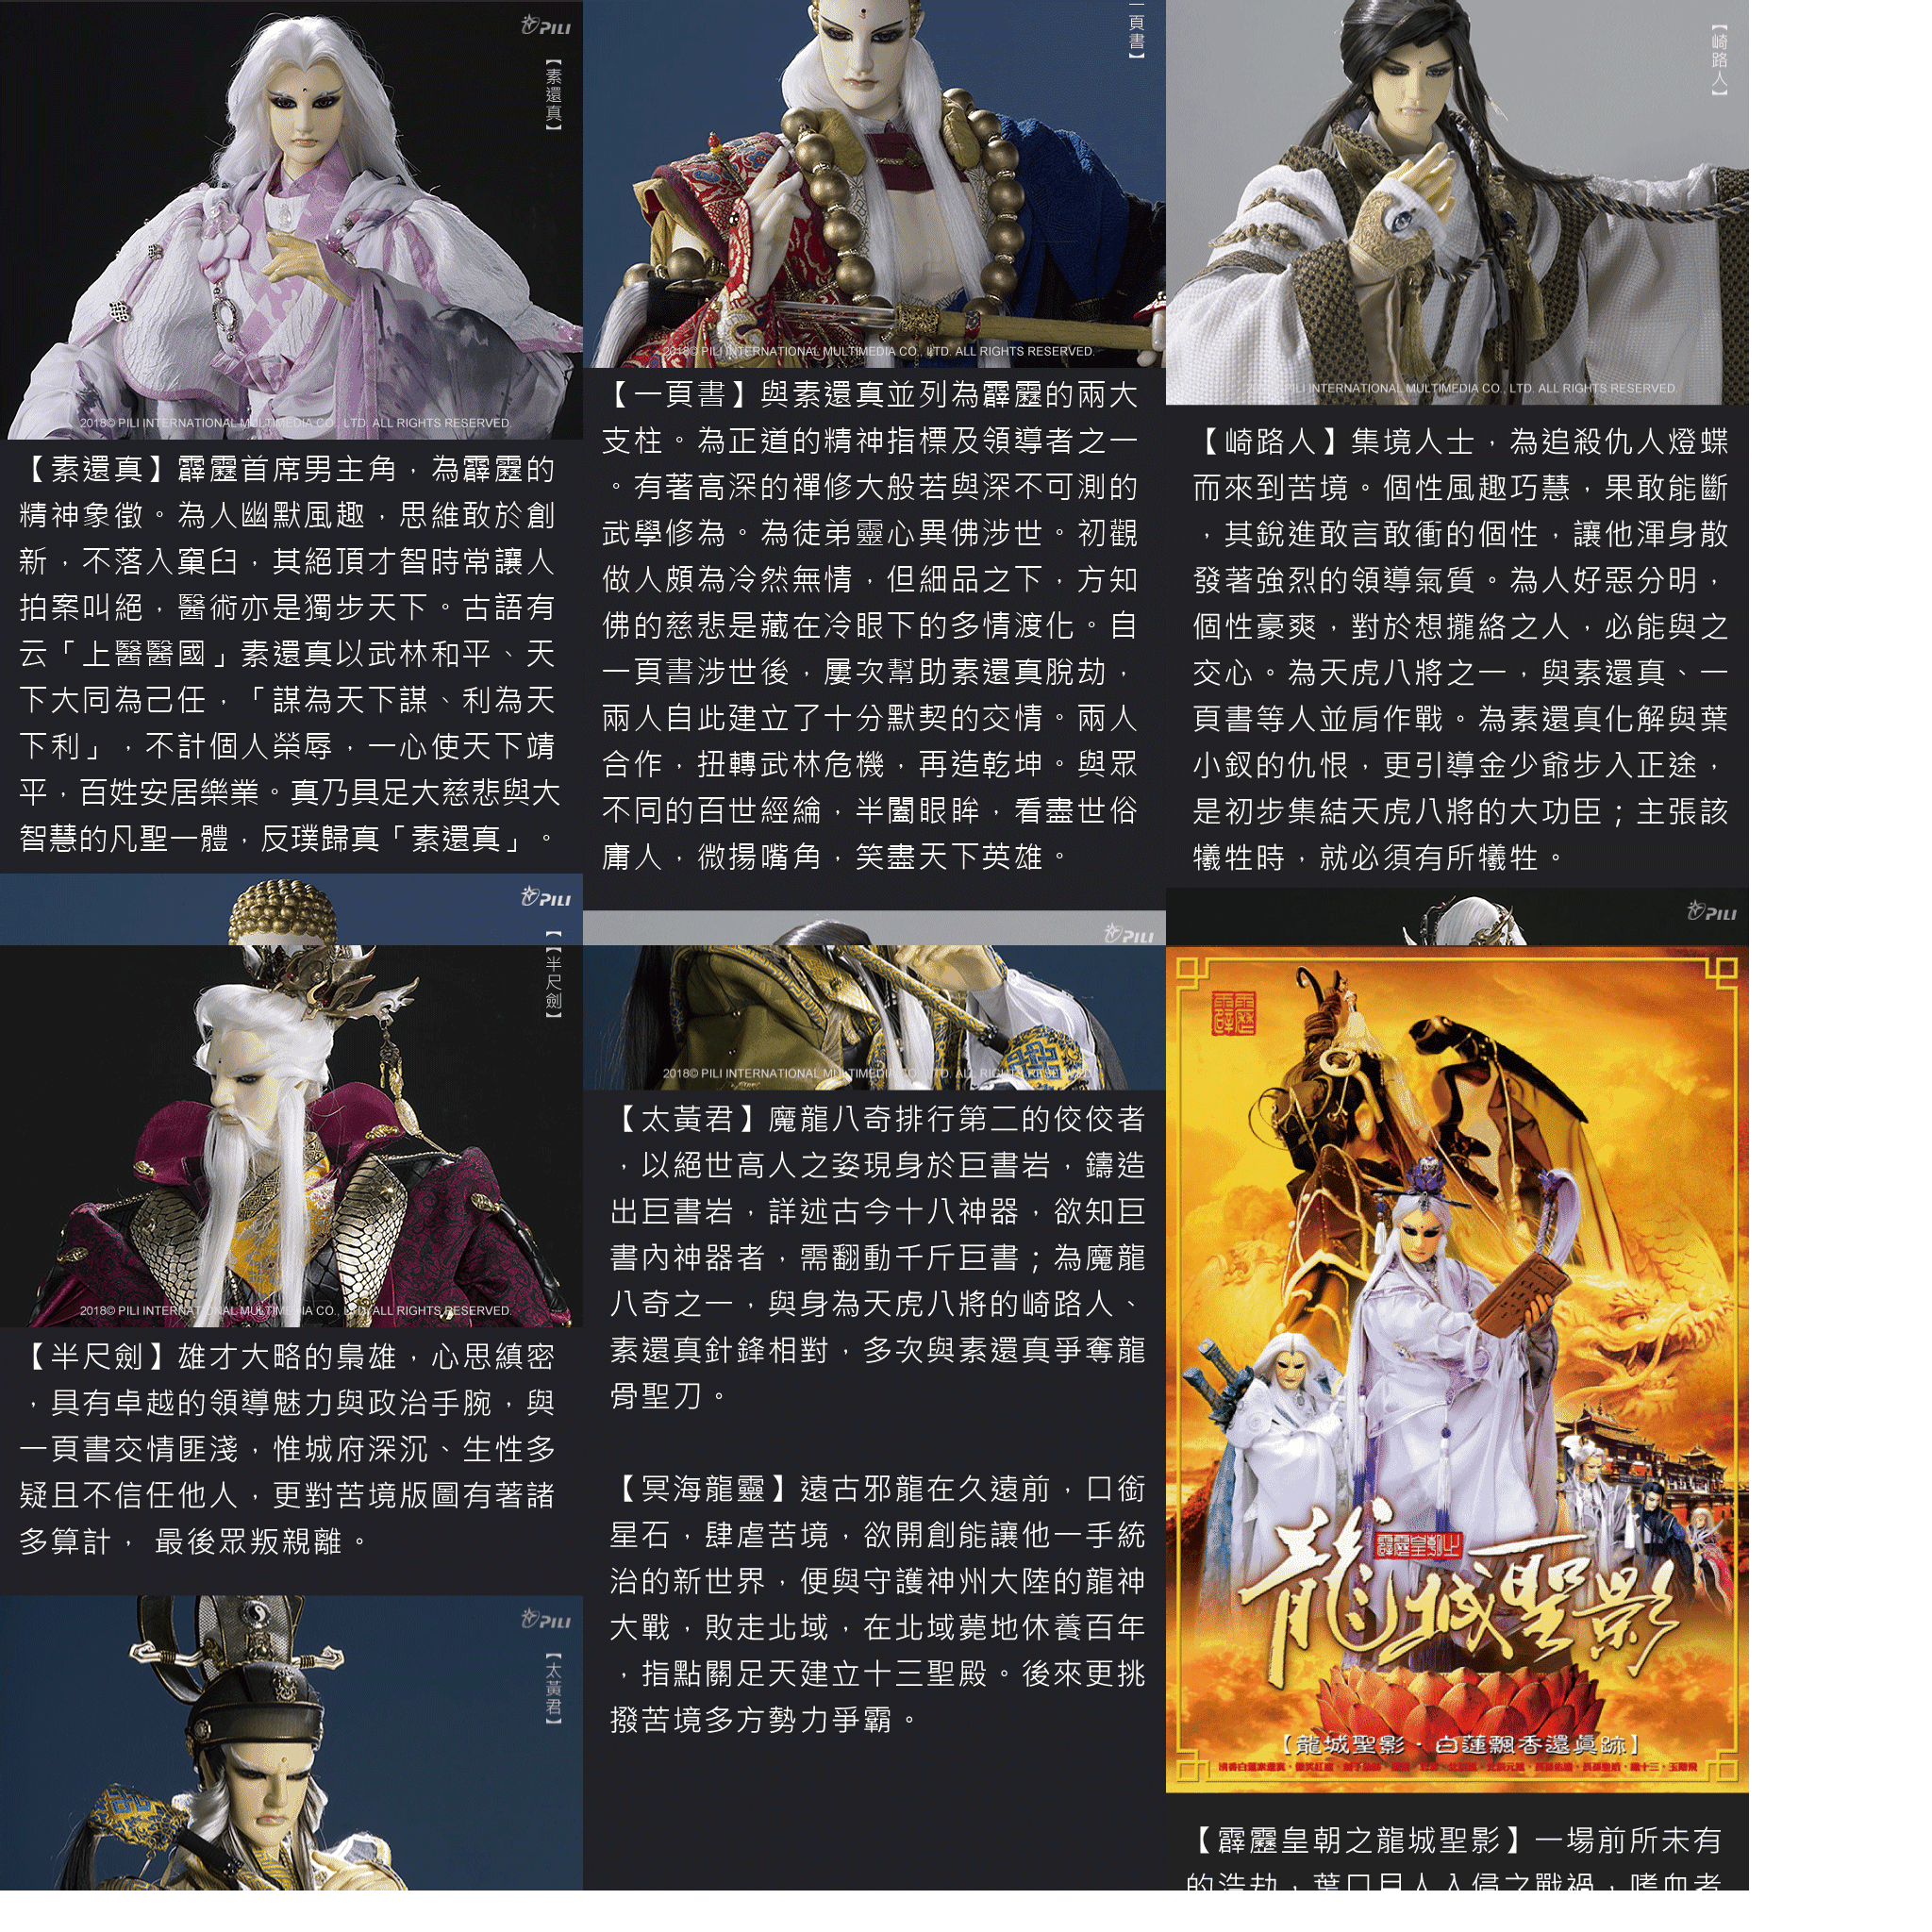 PILI
【素還真】
2018© PILI INTERNATIONAL MULTIMEDIA CO., LTD. ALL RIGHTS RESERVED.
【素還真】霹靂首席男主角，為霹靂的
精神象徵。為人幽默風趣，思維敢於創
新，不落入窠臼，其絕頂才智時常讓人
拍案叫絕，醫術亦是獨步天下。古語有
云「上醫醫國」素還真以武林和平、天
下大同為己任，「謀為天下謀、利為天
下利」，不計個人榮辱，一心使天下靖
平，百姓安居樂業。真乃具足大慈悲與大
智慧的凡聖一體，反璞歸真「素還真」。
PILI
一頁書】
2018© PILI INTERNATIONAL MULTIMEDIA CO., LTD. ALL RIGHTS RESERVED.
【一頁書】與素還真並列為霹靂的兩大
支柱。為正道的精神指標及領導者之一
。有著高深的禪修大般若與深不可測的
武學修為。為徒弟靈心異佛涉世。初觀
做人頗為冷然無情，但細品之下，方知
佛的慈悲是藏在冷眼下的多情渡化。自
一頁書涉世後，屢次幫助素還真脫劫，
兩人自此建立了十分默契的交情。兩人
合作，扭轉武林危機，再造乾坤。與眾
不同的百世經綸，半闔眼眸，看盡世俗
庸人，微揚嘴角，笑盡天下英雄。
PILI
【崎路人】
PILI INTERNATIONAL MULTIMEDIA CO., LTD. ALL RIGHTS RESERVED.
【崎路人】集境人士，為追殺仇人燈蝶
而來到苦境。個性風趣巧慧，果敢能斷
，其銳進敢言敢衝的個性，讓他渾身散
發著強烈的領導氣質。為人好惡分明，
個性豪爽，對於想攏絡之人，必能與之
交心。為天虎八將之一，與素還真、一
頁書等人並肩作戰。為素還真化解與葉
小釵的仇恨，更引導金少爺步入正途，
是初步集結天虎八將的大功臣；主張該
犧牲時，就必須有所犧牲。
PILI
【半尺劍】
2018© PILI INTERNATIONAL MULTIMEDIA CO., LTD. ALL RIGHTS RESERVED.
【半尺劍】雄才大略的梟雄，心思縝密
，具有卓越的領導魅力與政治手腕，與
一頁書交情匪淺，惟城府深沉、生性多
疑且不信任他人，更對苦境版圖有著諸
多算計， 最後眾叛親離。
PILI
【太黃君】
2018© PILI INTERNATIONAL MULTIMEDIA CO., LTD. ALL RIGHTS RESERVED.
【太黃君】魔龍八奇排行第二的佼佼者
，以絕世高人之姿現身於巨書岩，鑄造
出巨書岩，詳述古今十八神器，欲知巨
書內神器者，需翻動千斤巨書；為魔龍
八奇之一，與身為天虎八將的崎路人、
素還真針鋒相對，多次與素還真爭奪龍
骨聖刀。
【冥海龍靈】遠古邪龍在久遠前，口銜
星石，肆虐苦境，欲開創能讓他一手統
治的新世界，便與守護神州大陸的龍神
大戰，敗走北域，在北域薨地休養百年
，指點關足天建立十三聖殿。後來更挑
撥苦境多方勢力爭霸。
霹靂
霹靂皇朝之
龍城聖影
【龍城聖影·白蓮飄香還真跡】
【霹靂皇朝之龍城聖影】一場前所未有
的浩劫，葉口月人入侵之戰禍，嗜血者